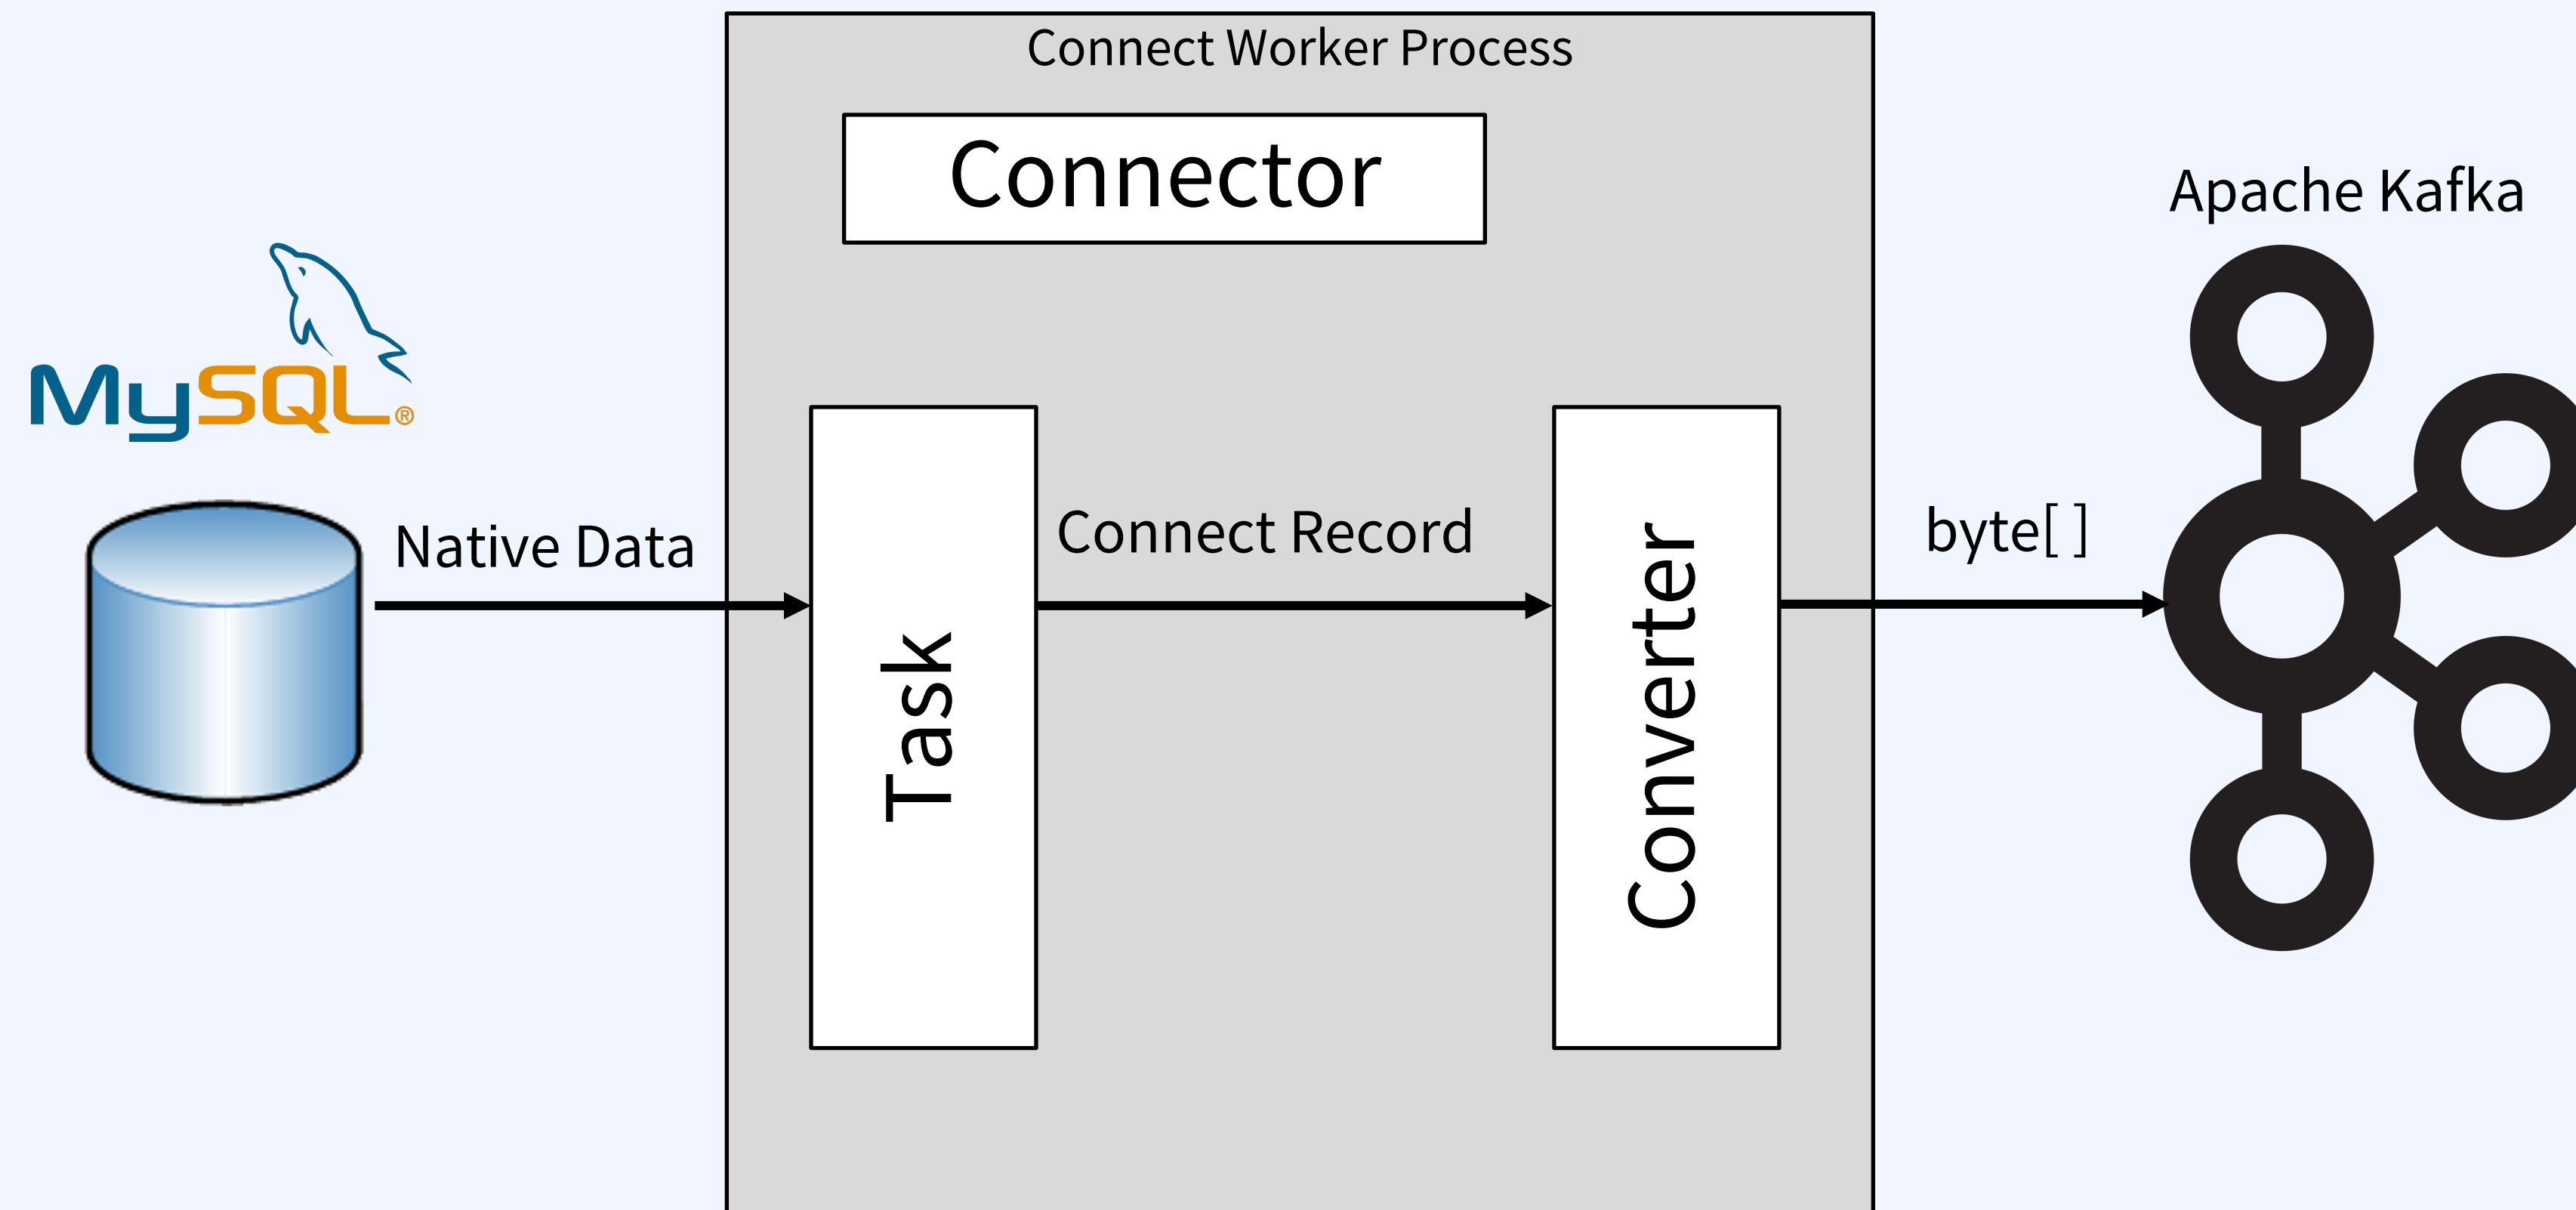 Connect Worker Process
Connector
Apache Kafka
MySQL®
Native Data
Connect Record
byte[ ]
Task
Converter